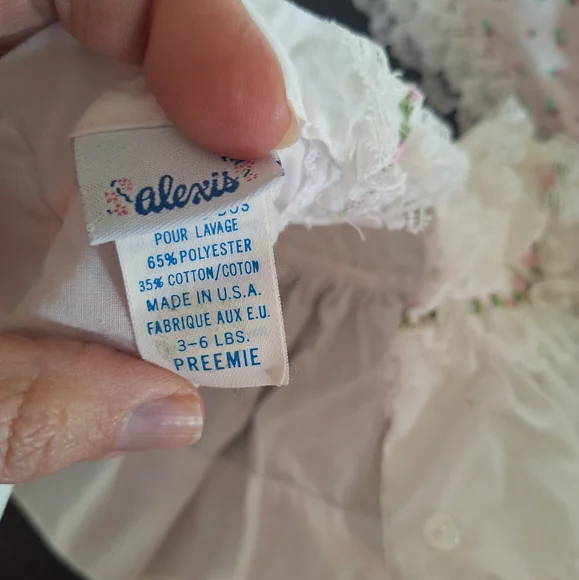 alexis
POUR LAVAGE
65% POLYESTER
35% COTTON/COTON
MADE IN U.S.A.
FABRIQUE AUX E.U.
3-6 LBS.
PREEMIE